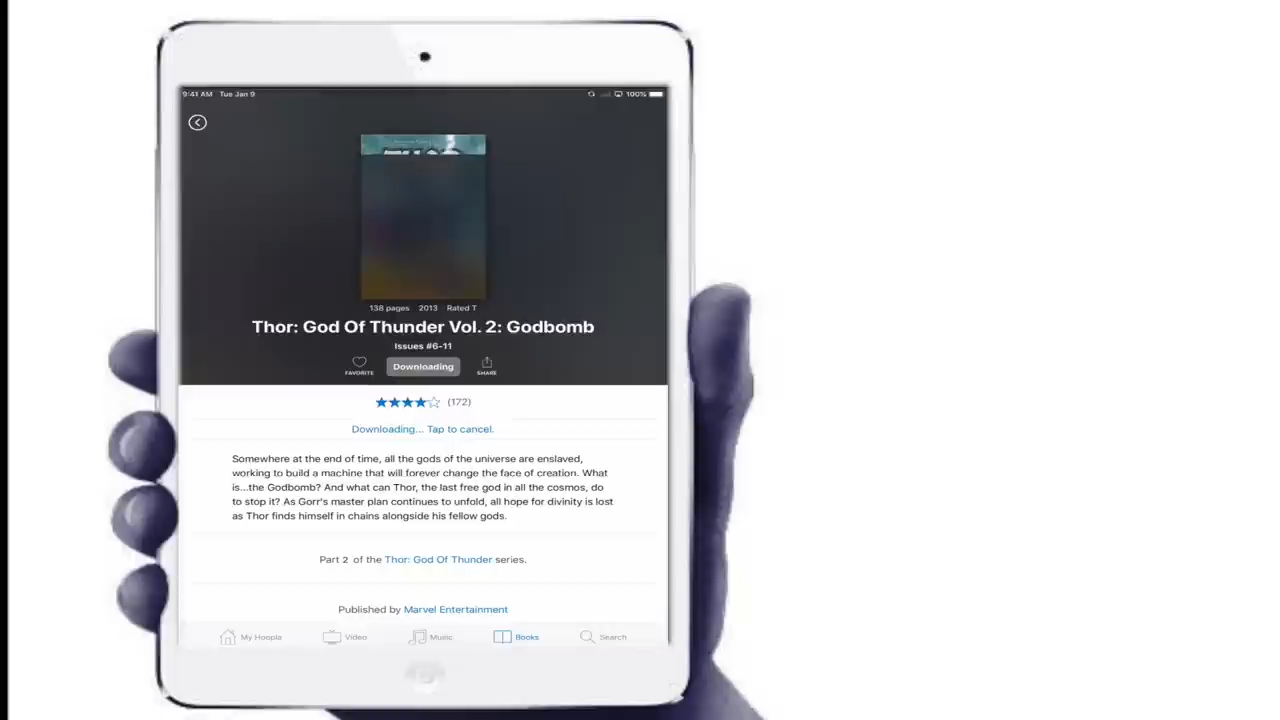 9:41 AM Tue Jan 9 100%
138 pages 2013 Rated T
Thor: God Of Thunder Vol. 2: Godbomb
Issues #6-11
FAVORITE Downloading SHARE
(172)
Downloading... Tap to cancel.
Somewhere at the end of time, all the gods of the universe are enslaved,
working to build a machine that will forever change the face of creation. What
is...the Godbomb? And what can Thor, the last free god in all the cosmos, do
to stop it? As Gorr's master plan continues to unfold, all hope for divinity is lost
as Thor finds himself in chains alongside his fellow gods.
Part 2 of the Thor: God Of Thunder series.
Published by Marvel Entertainment
My Hoopla Video Music Books Search